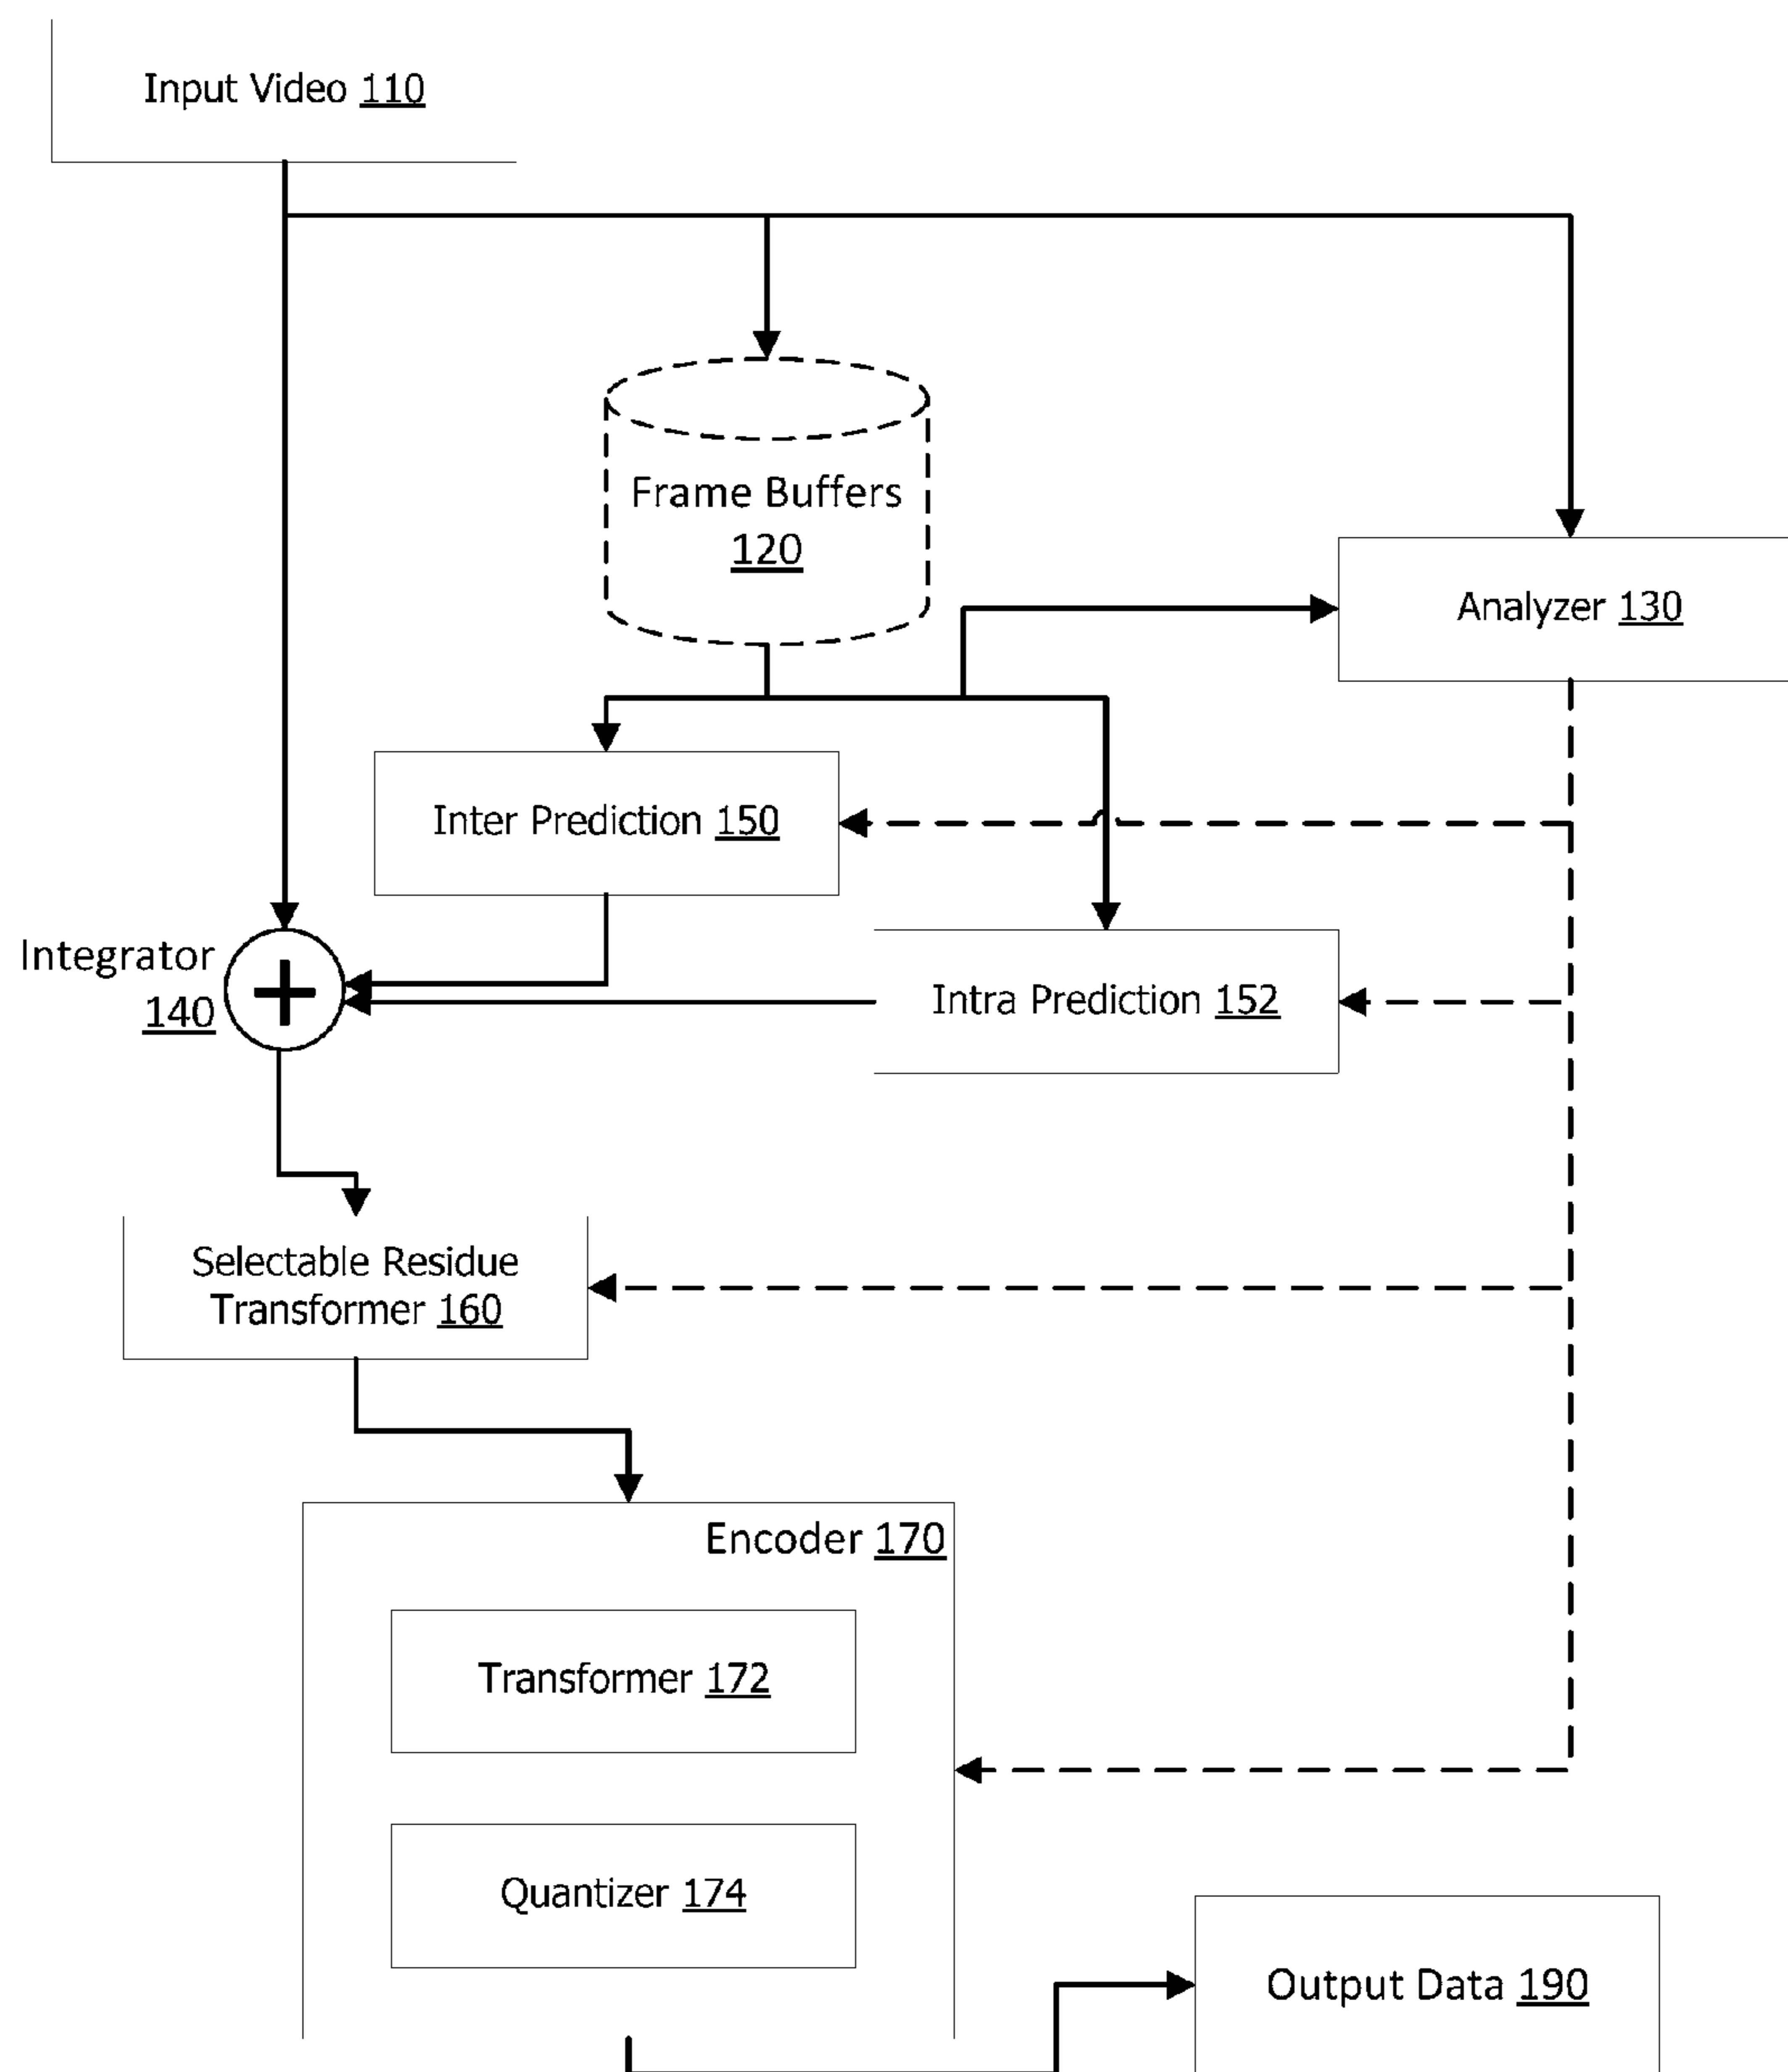 Input Video 110
Frame Buffers
120
Analyzer 130
Inter Prediction 150
Integrator
140
Intra Prediction 152
Selectable Residue
Transformer 160
Encoder 170
Transformer 172
Quantizer 174
Output Data 190